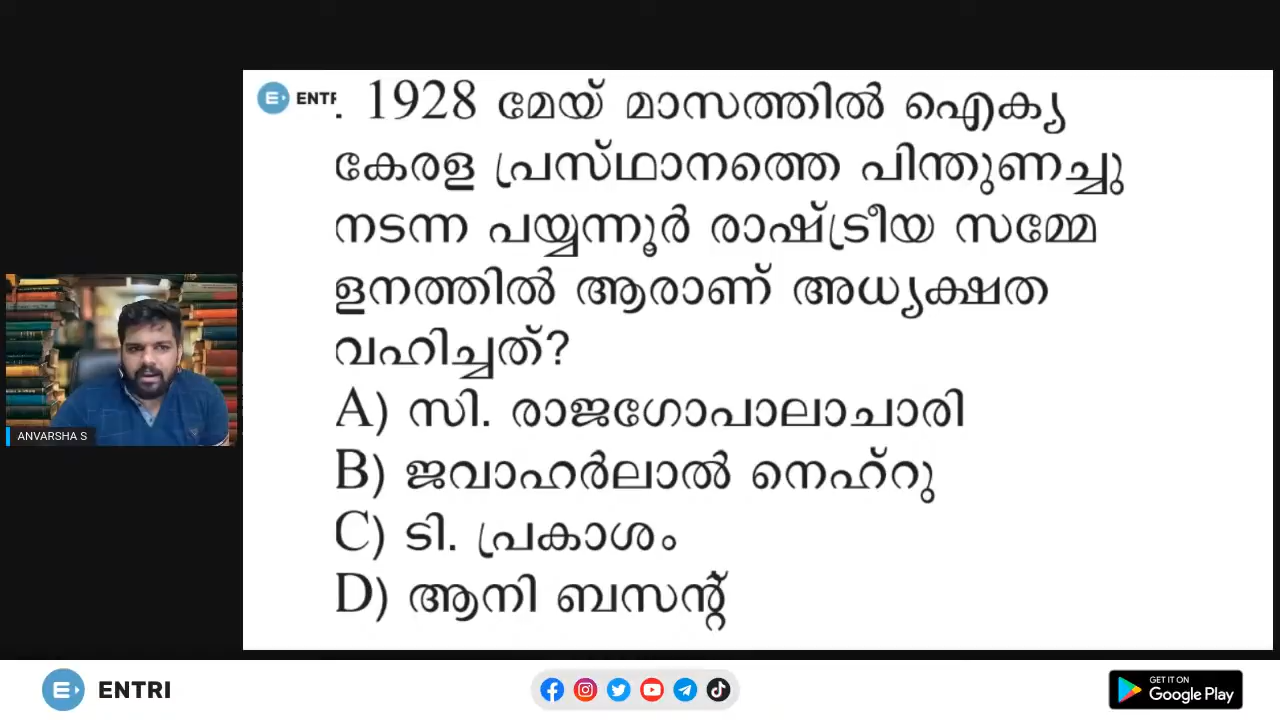 ENTR
. 1928 മേയ് മാസത്തിൽ ഐക്യ
കേരള പ്രസ്ഥാനത്തെ പിന്തുണച്ചു
നടന്ന പയ്യന്നൂർ രാഷ്ട്രീയ സമ്മേ
ളനത്തിൽ ആരാണ് അധ്യക്ഷത
വഹിച്ചത്?
A) സി. രാജഗോപാലാചാരി
B) ജവാഹർലാൽ നെഹ്റു
C) ടി. പ്രകാശം
D) ആനി ബസന്റ്
ANVARSHA S
ENTRI
GET IT ON
Google Play